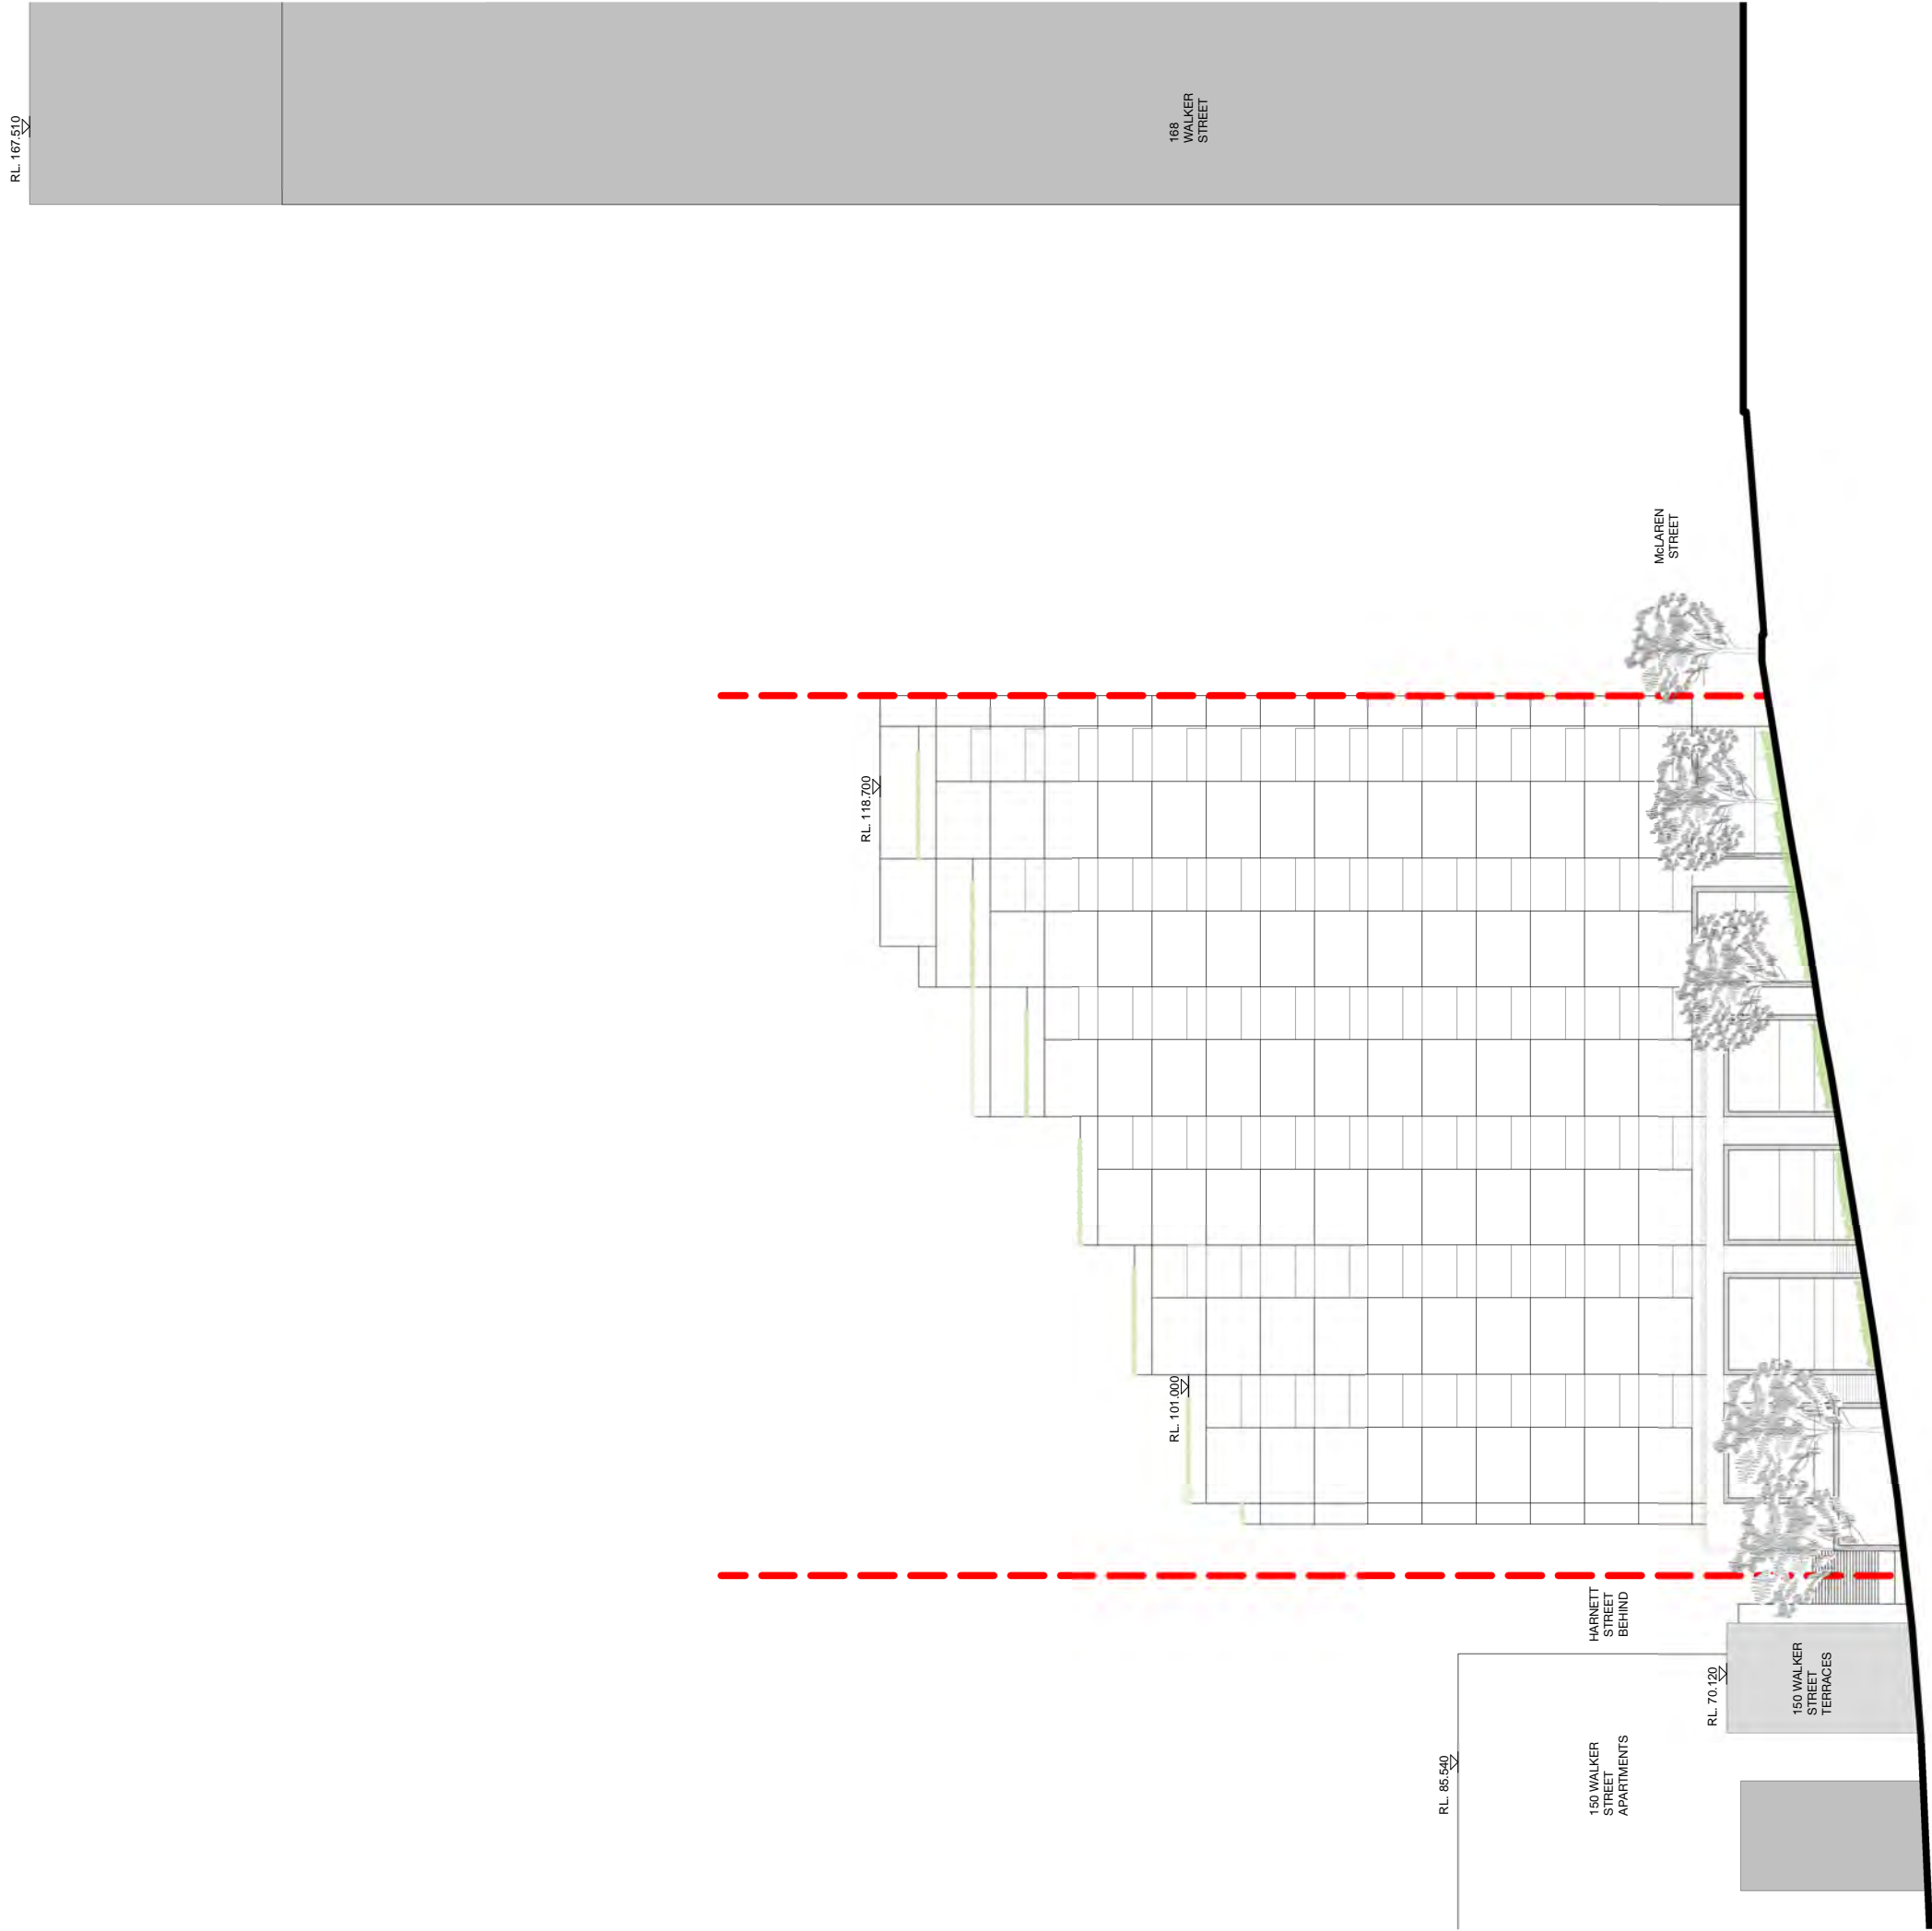 RL. 167.510
168
WALKER
STREET
McLAREN
STREET
RL. 118.700
RL. 101.000
HARNETT
STREET
BEHIND
RL. 70.120
150 WALKER
STREET
TERRACES
RL. 85.540
150 WALKER
STREET
APARTMENTS